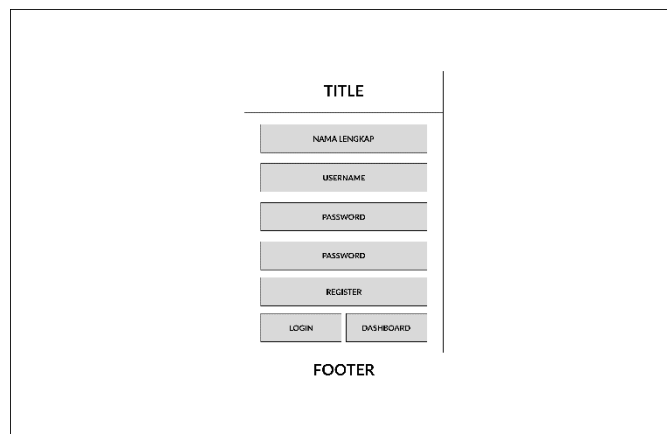 TITLE
NAMA LENGKAP
USERNAME
PASSWORD
PASSWORD
REGISTER
LOGIN DASHBOARD
FOOTER